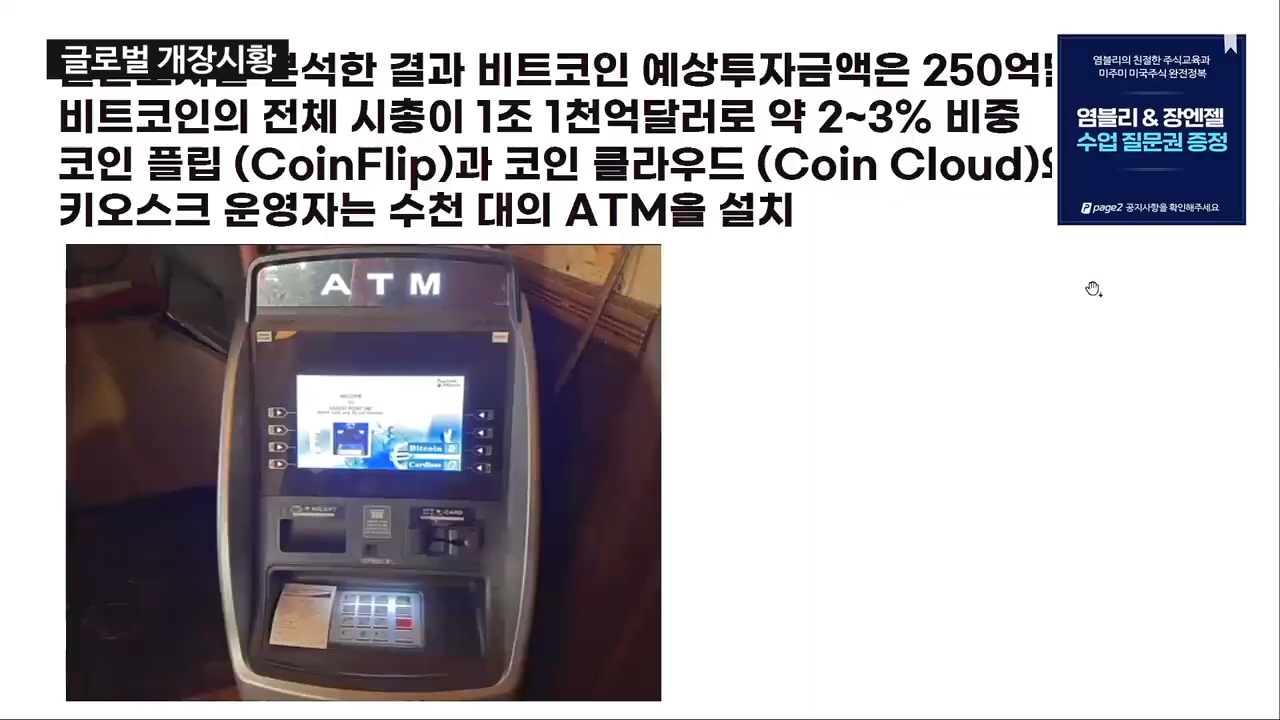 글로벌 개장시황
분석한 결과 비트코인 예상투자금액은 250억
비트코인의 전체 시총이 1조 1천억달러로 약 2~3% 비중
코인 플립 (CoinFlip)과 코인 클라우드 (Coin Cloud)와
키오스크 운영자는 수천 대의 ATM을 설치
염블리의 친절한 주식교육과
미주미 미국주식 완전정복
염블리 & 장엔젤
수업 질문권 증정
page2 공지사항을 확인해주세요
ATM
WELCOME
Bitcoin
Cardless